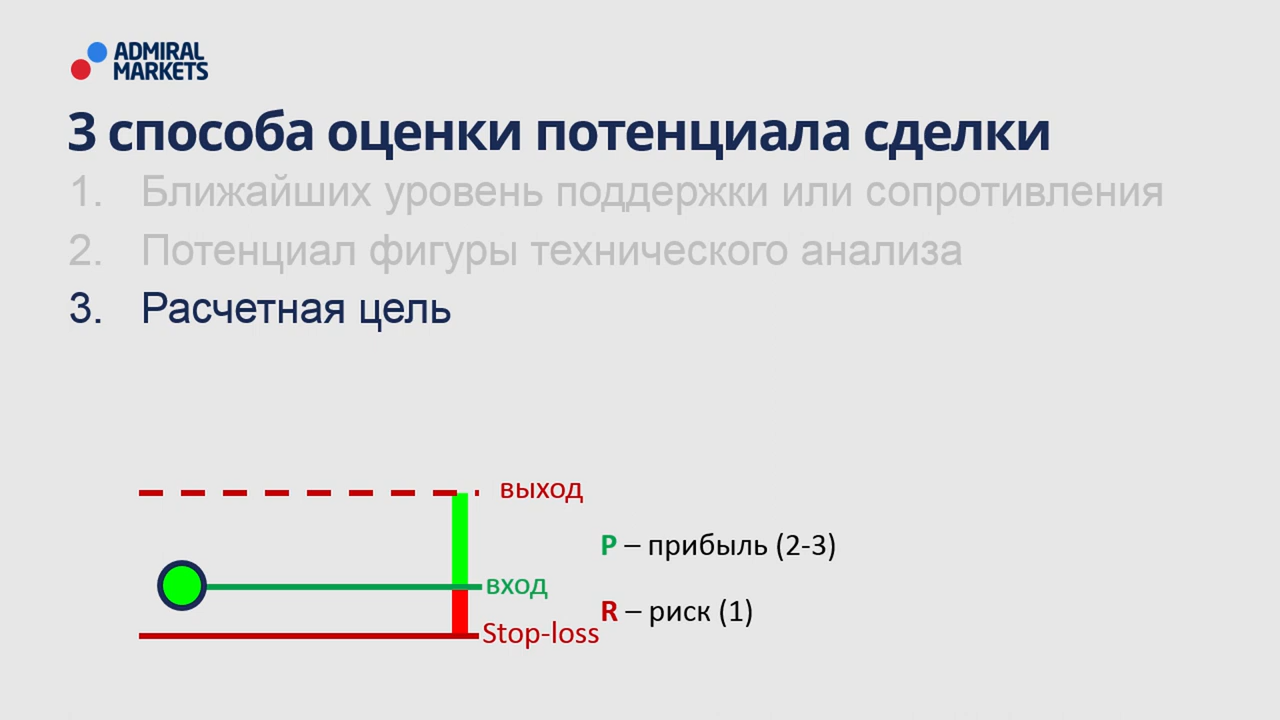 ADMIRAL
MARKETS
3 способа оценки потенциала сделки
1. Ближайших уровень поддержки или сопротивления
2. Потенциал фигуры технического анализа
3. Расчетная цель
выход
P – прибыль (2-3)
вход
R – риск (1)
Stop-loss